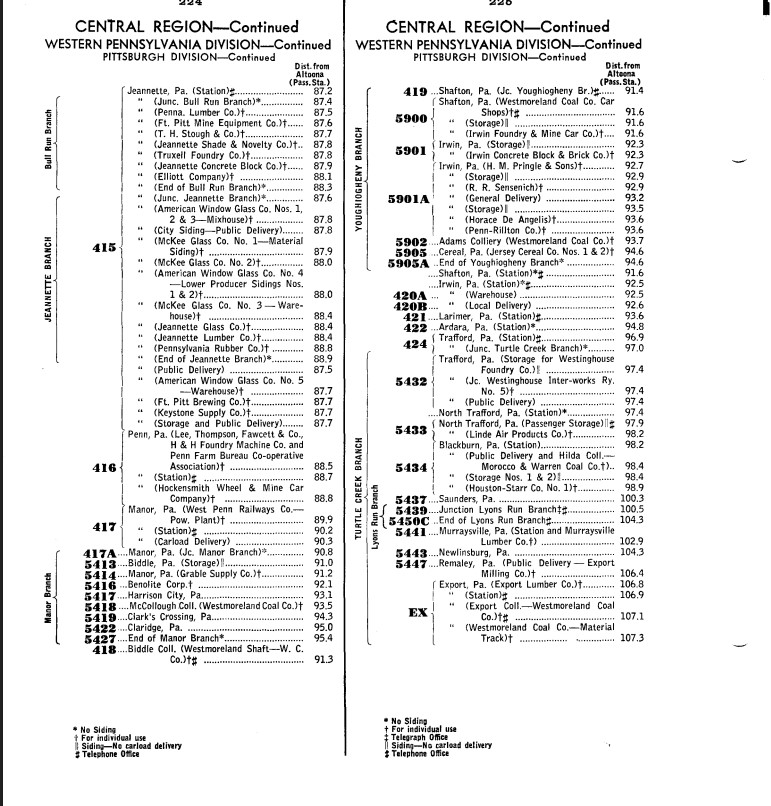 224
CENTRAL REGION—Continued
WESTERN PENNSYLVANIA DIVISION—Continued
PITTSBURGH DIVISION—Continued
Dist. from
Altoona
(Pass. Sta.)
Bull Run Branch
JEANNETTE BRANCH
Manor Branch
415
Jeannette, Pa. (Station)⨎ 87.2
" (Junc. Bull Run Branch)* 87.4
" (Penna. Lumber Co.)† 87.5
" (Ft. Pitt Mine Equipment Co.)† 87.6
" (T. H. Stough & Co.)† 87.7
" (Jeannette Shade & Novelty Co.)† 87.8
" (Truxell Foundry Co.)† 87.8
" (Jeannette Concrete Block Co.)† 87.9
" (Elliott Company)† 88.1
" (End of Bull Run Branch)* 88.3
" (Junc. Jeannette Branch)* 87.6
" (American Window Glass Co. Nos. 1,
2 & 3—Mixhouse)† 87.8
" (City Siding—Public Delivery) 87.8
" (McKee Glass Co. No. 1—Material
Siding)† 87.9
" (McKee Glass Co. No. 2)† 88.0
" (American Window Glass Co. No. 4
—Lower Producer Sidings Nos.
1 & 2)† 88.0
" (McKee Glass Co. No. 3—Ware-
house)† 88.4
" (Jeannette Glass Co.)† 88.4
" (Jeannette Lumber Co.)† 88.4
" (Pennsylvania Rubber Co.)† 88.8
" (End of Jeannette Branch)* 88.9
" (Public Delivery) 87.5
" (American Window Glass Co. No. 5
—Warehouse)† 87.7
" (Ft. Pitt Brewing Co.)† 87.7
" (Keystone Supply Co.)† 87.7
" (Storage and Public Delivery) 87.7
416
Penn, Pa. (Lee, Thompson, Fawcett & Co.,
H & H Foundry Machine Co. and
Penn Farm Bureau Co-operative
Association)† 88.5
" (Station)⨎ 88.7
" (Hockensmith Wheel & Mine Car
Company)† 88.8
417
Manor, Pa. (West Penn Railways Co.—
Pow. Plant)† 89.9
" (Station)⨎ 90.2
" (Carload Delivery) 90.3
417A Manor, Pa. (Jc. Manor Branch)* 90.8
5413 Biddle, Pa. (Storage)‖ 91.0
5414 Manor, Pa. (Grable Supply Co.)† 91.2
5416 Benolite Corp.† 92.1
5417 Harrison City, Pa. 93.1
5418 McCollough Coll. (Westmoreland Coal Co.)† 93.5
5419 Clark's Crossing, Pa. 94.3
5422 Claridge, Pa. 95.0
5427 End of Manor Branch* 95.4
418 Biddle Coll. (Westmoreland Shaft—W. C.
Co.)†⨎ 91.3
* No Siding
† For individual use
‖ Siding—No carload delivery
⨎ Telephone Office
225
CENTRAL REGION—Continued
WESTERN PENNSYLVANIA DIVISION—Continued
PITTSBURGH DIVISION—Continued
Dist. from
Altoona
(Pass. Sta.)
YOUGHIOGHENY BRANCH
TURTLE CREEK BRANCH
Lyons Run Branch
419 Shafton, Pa. (Jc. Youghiogheny Br.)⨎ 91.4
5900
Shafton, Pa. (Westmoreland Coal Co. Car
Shops)†⨎ 91.6
" (Storage)‖ 91.6
" (Irwin Foundry & Mine Car Co.)† 91.6
5901
Irwin, Pa. (Storage)‖ 92.3
" (Irwin Concrete Block & Brick Co.)† 92.3
5901A
Irwin, Pa. (H. M. Pringle & Sons)† 92.7
" (Storage)‖ 92.9
" (R. R. Sensenich)† 92.9
" (General Delivery) 93.2
" (Storage)‖ 93.5
" (Horace De Angelis)† 93.6
" (Penn-Rillton Co.)† 93.6
5902 Adams Colliery (Westmoreland Coal Co.)† 93.7
5905 Cereal, Pa. (Jersey Cereal Co. Nos. 1 & 2)† 94.6
5905A End of Youghiogheny Branch* 94.6
Shafton, Pa. (Station)*⨎ 91.6
Irwin, Pa. (Station)*⨎ 92.5
420A " (Warehouse) 92.5
420B " (Local Delivery) 92.6
421 Larimer, Pa. (Station)⨎ 93.6
422 Ardara, Pa. (Station)* 94.8
424
Trafford, Pa. (Station)⨎ 96.9
" (Junc. Turtle Creek Branch)* 97.0
5432
Trafford, Pa. (Storage for Westinghouse
Foundry Co.)‖ 97.4
" (Jc. Westinghouse Inter-works Ry.
No. 5)† 97.4
" (Public Delivery) 97.4
North Trafford, Pa. (Station)* 97.4
5433
North Trafford, Pa. (Passenger Storage)‖⨎ 97.9
" (Linde Air Products Co.)† 98.2
5434
Blackburn, Pa. (Station) 98.2
" (Public Delivery and Hilda Coll.—
Morocco & Warren Coal Co.†) 98.4
" (Storage Nos. 1 & 2)‖ 98.4
" (Houston-Starr Co. No. 1)† 98.9
5437 Saunders, Pa. 100.3
5439 Junction Lyons Run Branch‡⨎ 100.5
5450C End of Lyons Run Branch⨎ 104.3
5441 Murraysville, Pa. (Station and Murraysville
Lumber Co.†) 102.9
5443 Newlinsburg, Pa. 104.3
5447 Remaley, Pa. (Public Delivery—Export
Milling Co.)† 106.4
EX
Export, Pa. (Export Lumber Co.)† 106.8
" (Station)⨎ 106.9
" (Export Coll.—Westmoreland Coal
Co.)†⨎ 107.1
" (Westmoreland Coal Co.—Material
Track)† 107.3
* No Siding
† For individual use
‡ Telegraph Office
‖ Siding—No carload delivery
⨎ Telephone Office